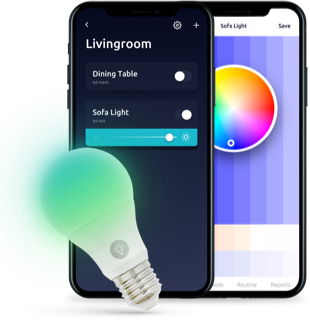 Livingroom
Dining Table
Sofa Light
Sofa Light
Save
Routine
Reports